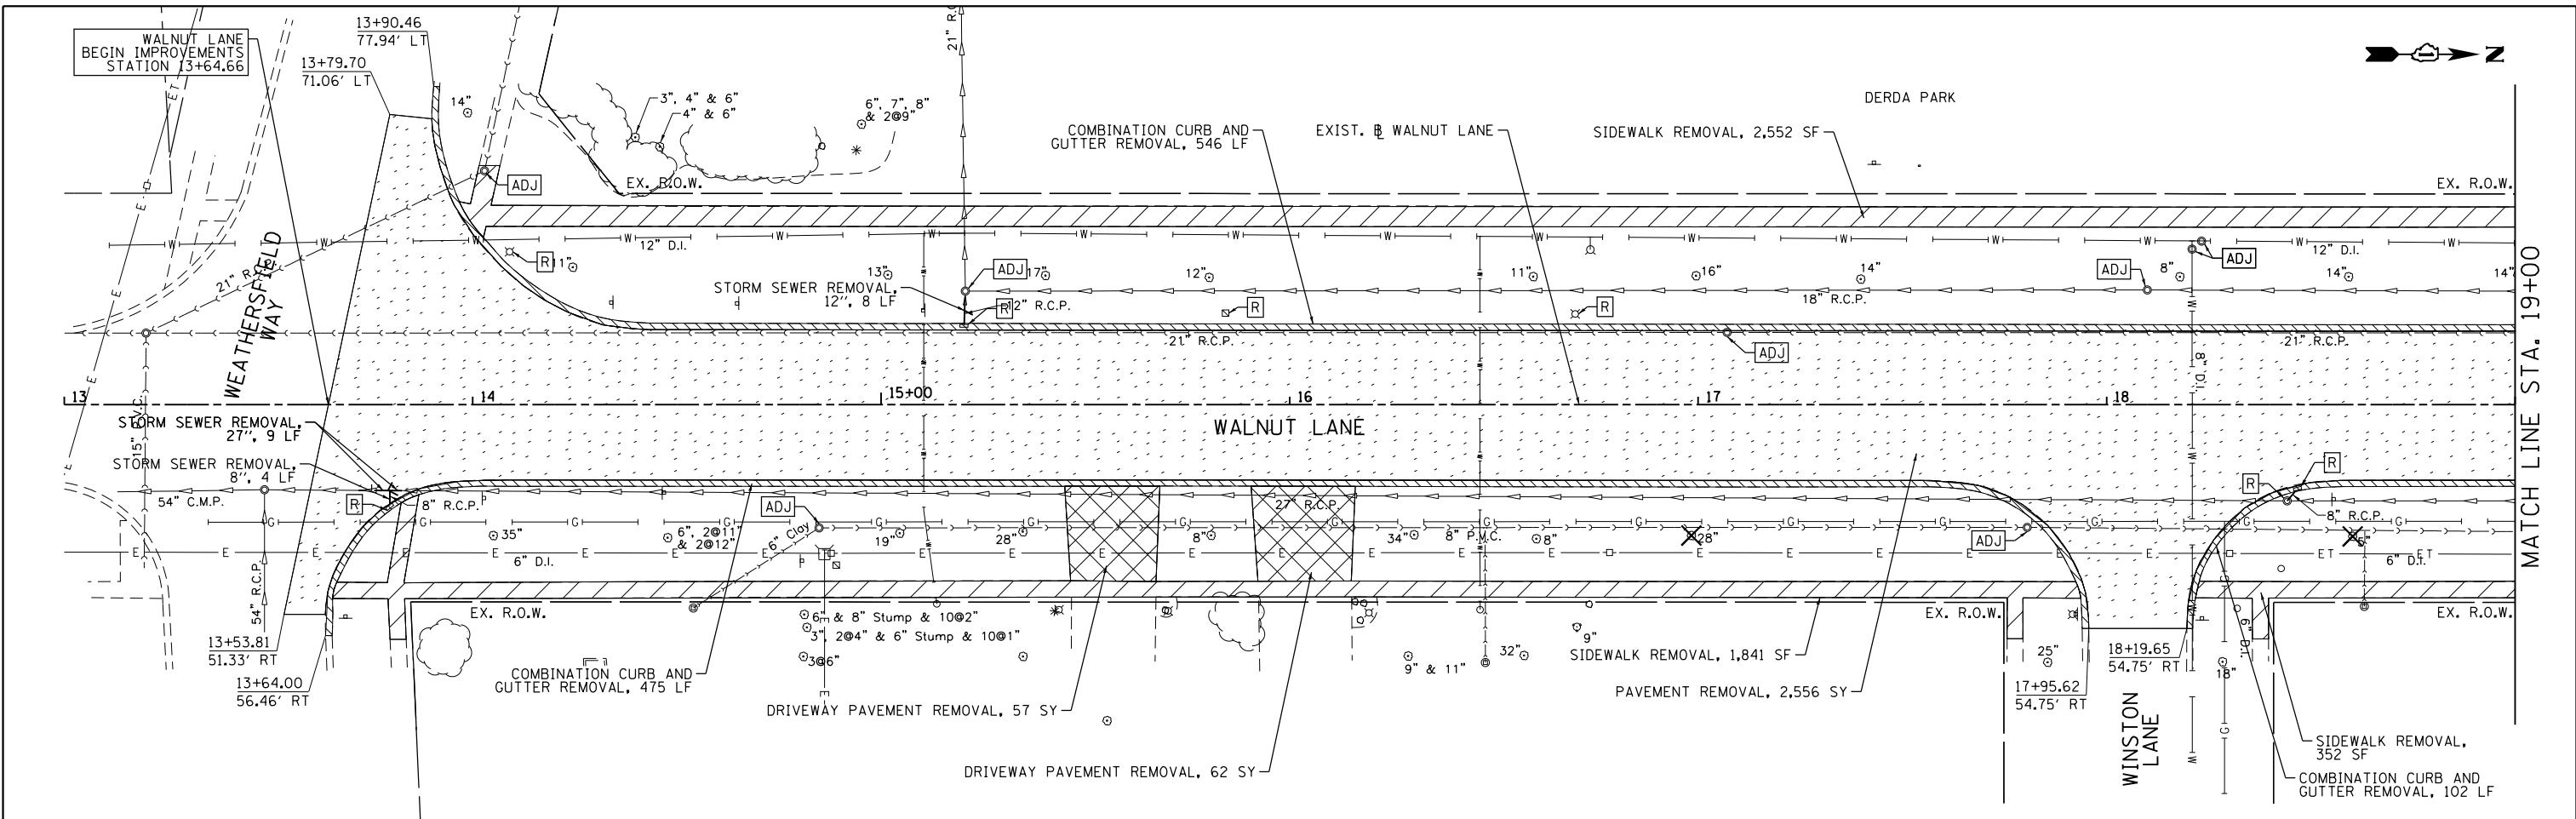 WALNUT LANE
BEGIN IMPROVEMENTS
STATION 13+64.66
13+90.46
77.94' LT
13+79.70
71.06' LT
14"
3", 4" & 6"
4" & 6"
6", 7", 8"
& 2@9"
21" R.C
COMBINATION CURB AND
GUTTER REMOVAL, 546 LF
EXIST. ℄ WALNUT LANE
SIDEWALK REMOVAL, 2,552 SF
DERDA PARK
N
ADJ
EX. R.O.W.
EX. R.O.W.
12" D.I.
12" D.I.
R
11"
13"
ADJ
17"
12"
11"
16"
14"
ADJ
8"
ADJ
14"
14"
21" R.
STORM SEWER REMOVAL,
12", 8 LF
R
12" R.C.P.
R
R
18" R.C.P.
WEATHERSFIELD
WAY
21" R.C.P.
ADJ
21" R.C.P.
8" D.I.
MATCH LINE STA. 19+00
13
14
15+00
16
17
18
WALNUT LANE
STORM SEWER REMOVAL,
27", 9 LF
15" P.V.C.
STORM SEWER REMOVAL,
8", 4 LF
54" C.M.P.
R
8" R.C.P.
ADJ
27" R.C.P.
R
R
8" R.C.P.
35"
6", 2@11"
& 2@12"
6" Clay
19"
28"
8"
34"
8" P.V.C.
8"
28"
ADJ
6" D.I.
6" D.I.
54" R.C.P.
EX. R.O.W.
6" & 8" Stump & 10@2"
3", 2@4" & 6" Stump & 10@1"
3@6"
EX. R.O.W.
EX. R.O.W.
13+53.81
51.33' RT
13+64.00
56.46' RT
COMBINATION CURB AND
GUTTER REMOVAL, 475 LF
DRIVEWAY PAVEMENT REMOVAL, 57 SY
DRIVEWAY PAVEMENT REMOVAL, 62 SY
9" & 11"
32"
9"
SIDEWALK REMOVAL, 1,841 SF
PAVEMENT REMOVAL, 2,556 SY
25"
17+95.62
54.75' RT
18+19.65
54.75' RT
18"
6" D.I.
WINSTON
LANE
SIDEWALK REMOVAL,
352 SF
COMBINATION CURB AND
GUTTER REMOVAL, 102 LF